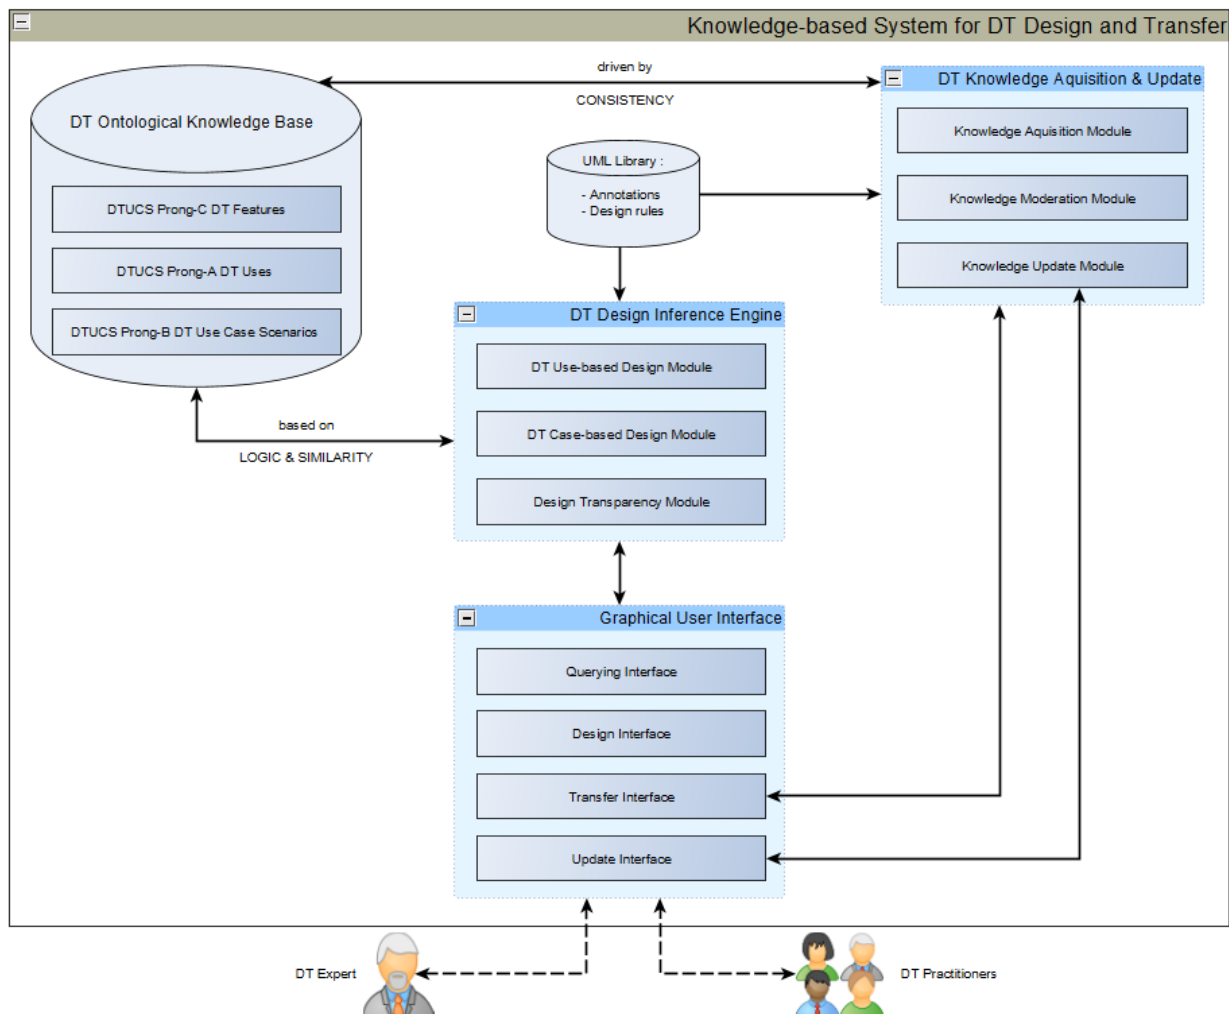 Knowledge-based System for DT Design and Transfer
driven by
CONSISTENCY
DT Ontological Knowledge Base
DTUCS Prong-C DT Features
DTUCS Prong-A DT Uses
DTUCS Prong-B DT Use Case Scenarios
UML Library :
- Annotations
- Design rules
DT Knowledge Aquisition & Update
Knowledge Aquisition Module
Knowledge Moderation Module
Knowledge Update Module
based on
LOGIC & SIMILARITY
DT Design Inference Engine
DT Use-based Design Module
DT Case-based Design Module
Design Transparency Module
Graphical User Interface
Querying Interface
Design Interface
Transfer Interface
Update Interface
DT Expert
DT Practitioners